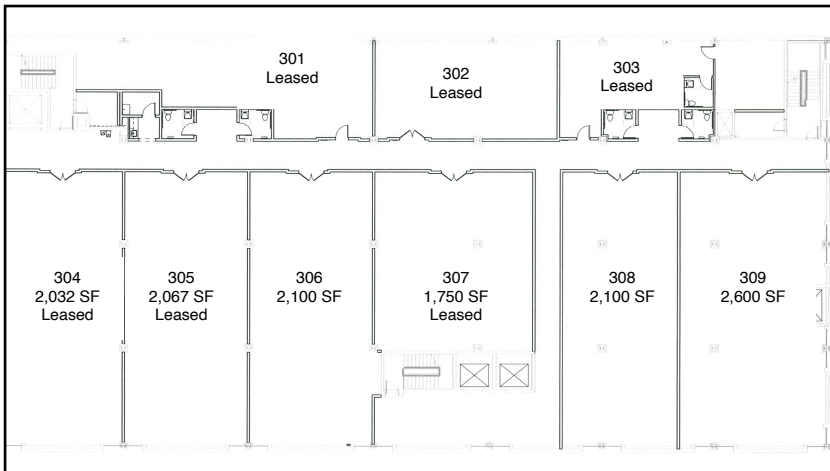 301
Leased
302
Leased
303
Leased
304
2,032 SF
Leased
305
2,067 SF
Leased
306
2,100 SF
307
1,750 SF
Leased
308
2,100 SF
309
2,600 SF